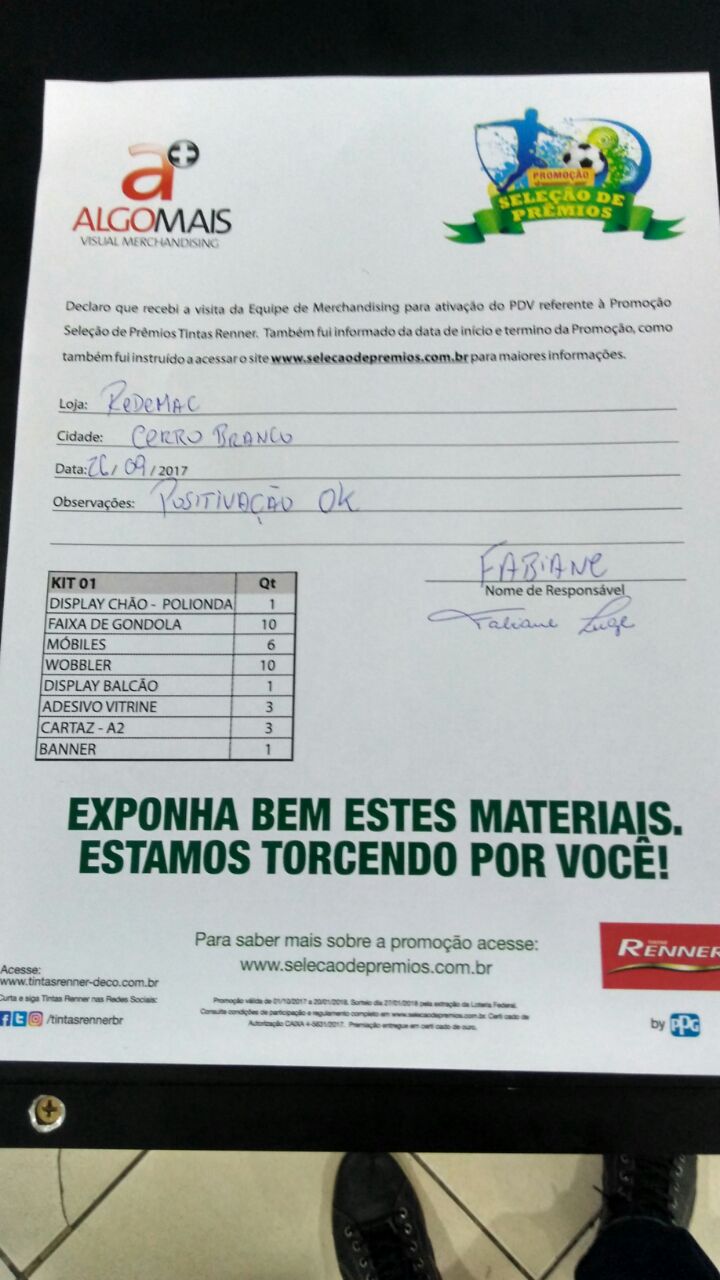 a+
ALGOMAIS
VISUAL MERCHANDISING
PROMOÇÃO
SELEÇÃO DE
PRÊMIOS
Declaro que recebi a visita da Equipe de Merchandising para ativação do PDV referente à Promoção
Seleção de Prêmios Tintas Renner. Também fui informado da data de início e termino da Promoção, como
também fui instruído a acessar o site www.selecaodepremios.com.br para maiores informações.
Loja: REDEMAC
Cidade: CERRO BRANCO
Data: 26/09/2017
Observações: POSITIVAÇÃO OK
FABIANE
Nome de Responsável
Fabiane
KIT 01 Qt
DISPLAY CHÃO - POLIONDA 1
FAIXA DE GONDOLA 10
MÓBILES 6
WOBBLER 10
DISPLAY BALCÃO 1
ADESIVO VITRINE 3
CARTAZ - A2 3
BANNER 1
EXPONHA BEM ESTES MATERIAIS.
ESTAMOS TORCENDO POR VOCÊ!
Para saber mais sobre a promoção acesse:
www.selecaodepremios.com.br
TINTAS
RENNER
Acesse:
www.tintasrenner-deco.com.br
Curta e siga Tintas Renner nas Redes Sociais:
/tintasrennerbr
Promoção válida de 01/10/2017 a 20/01/2018. Sorteio dia 27/01/2018 pela extração da Loteria Federal.
Consulte condições de participação e regulamento completo em www.selecaodepremios.com.br. Certi cado de
Autorização CAIXA 4-5631/2017. Premiação entregue em certi cado de ouro.
by PPG